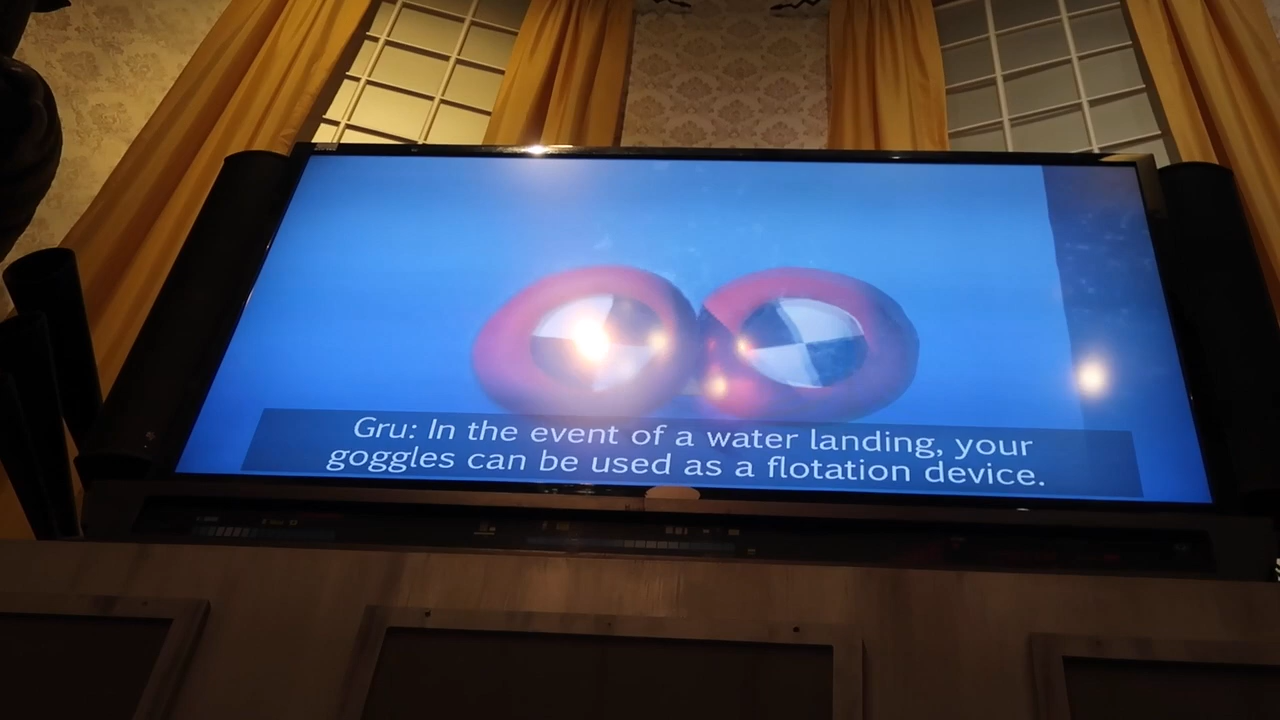 Gru: In the event of a water landing, your
goggles can be used as a flotation device.